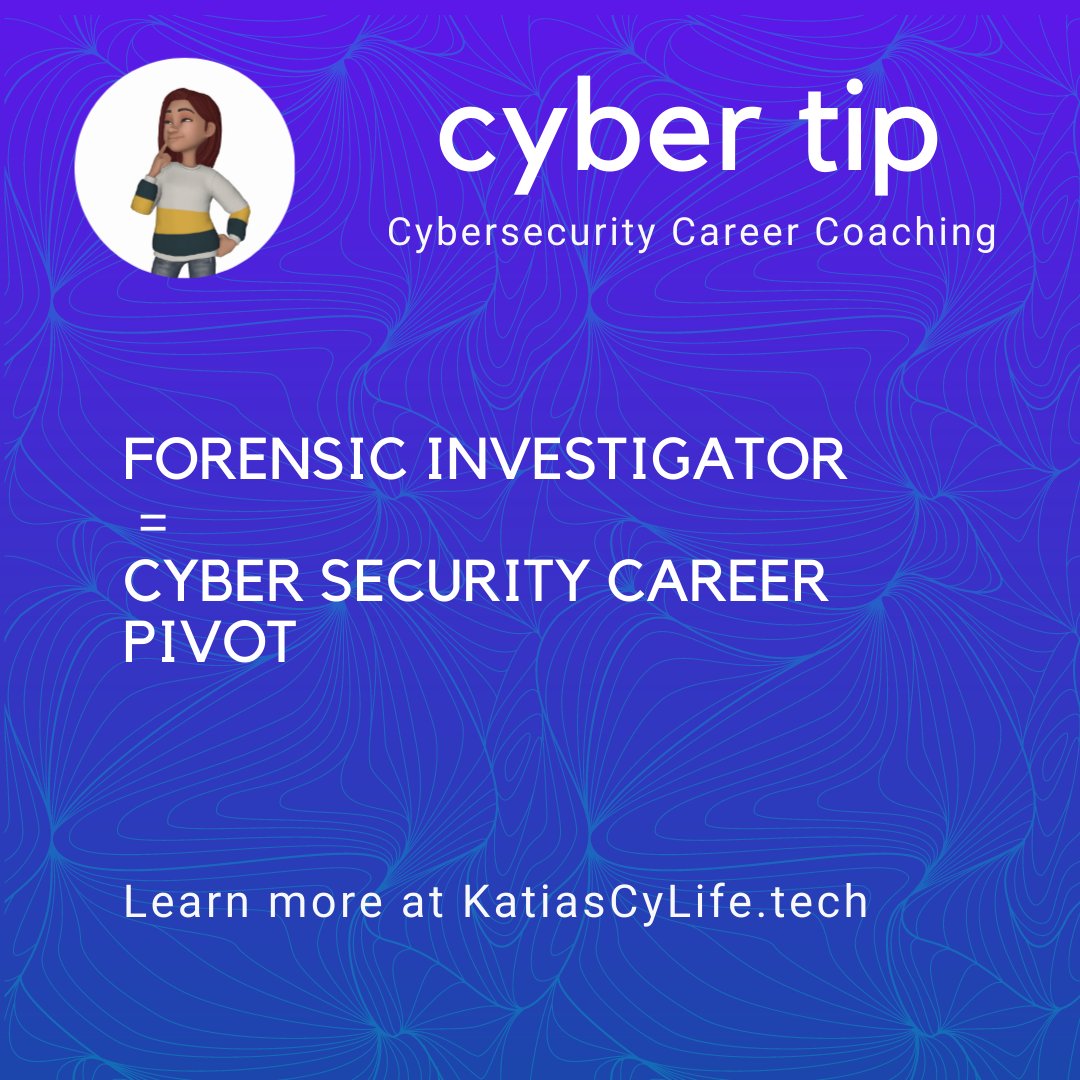 cyber tip
Cybersecurity Career Coaching
FORENSIC INVESTIGATOR
=
CYBER SECURITY CAREER
PIVOT
Learn more at KatiasCyLife.tech